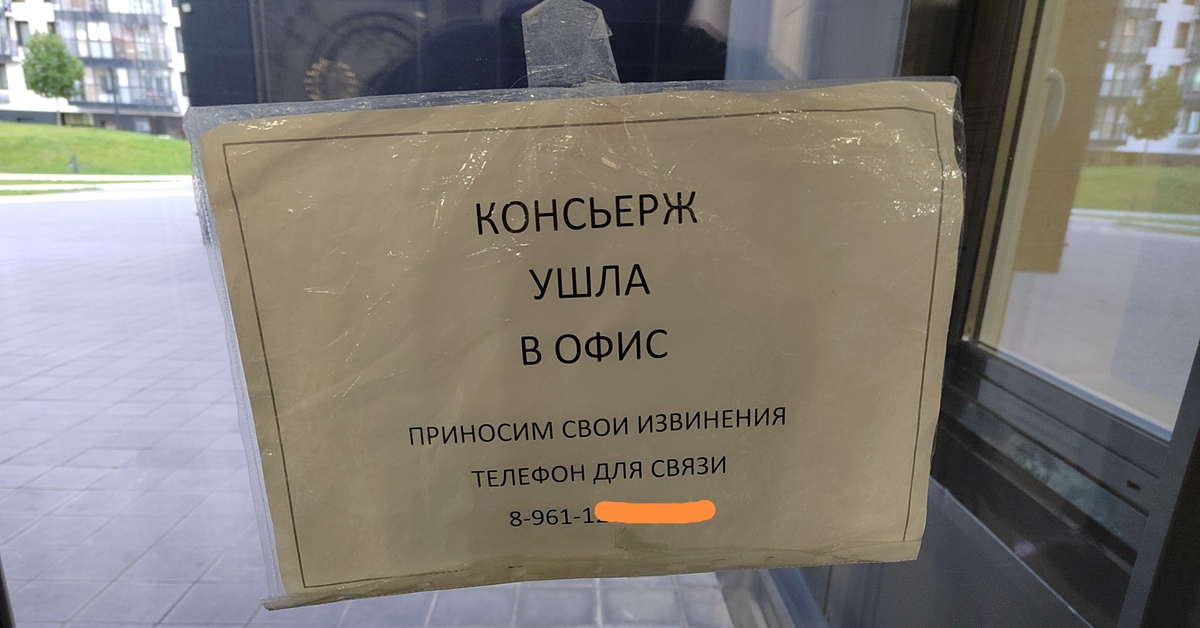 КОНСЬЕРЖ
УШЛА
В ОФИС
ПРИНОСИМ СВОИ ИЗВИНЕНИЯ
ТЕЛЕФОН ДЛЯ СВЯЗИ
8-961-1